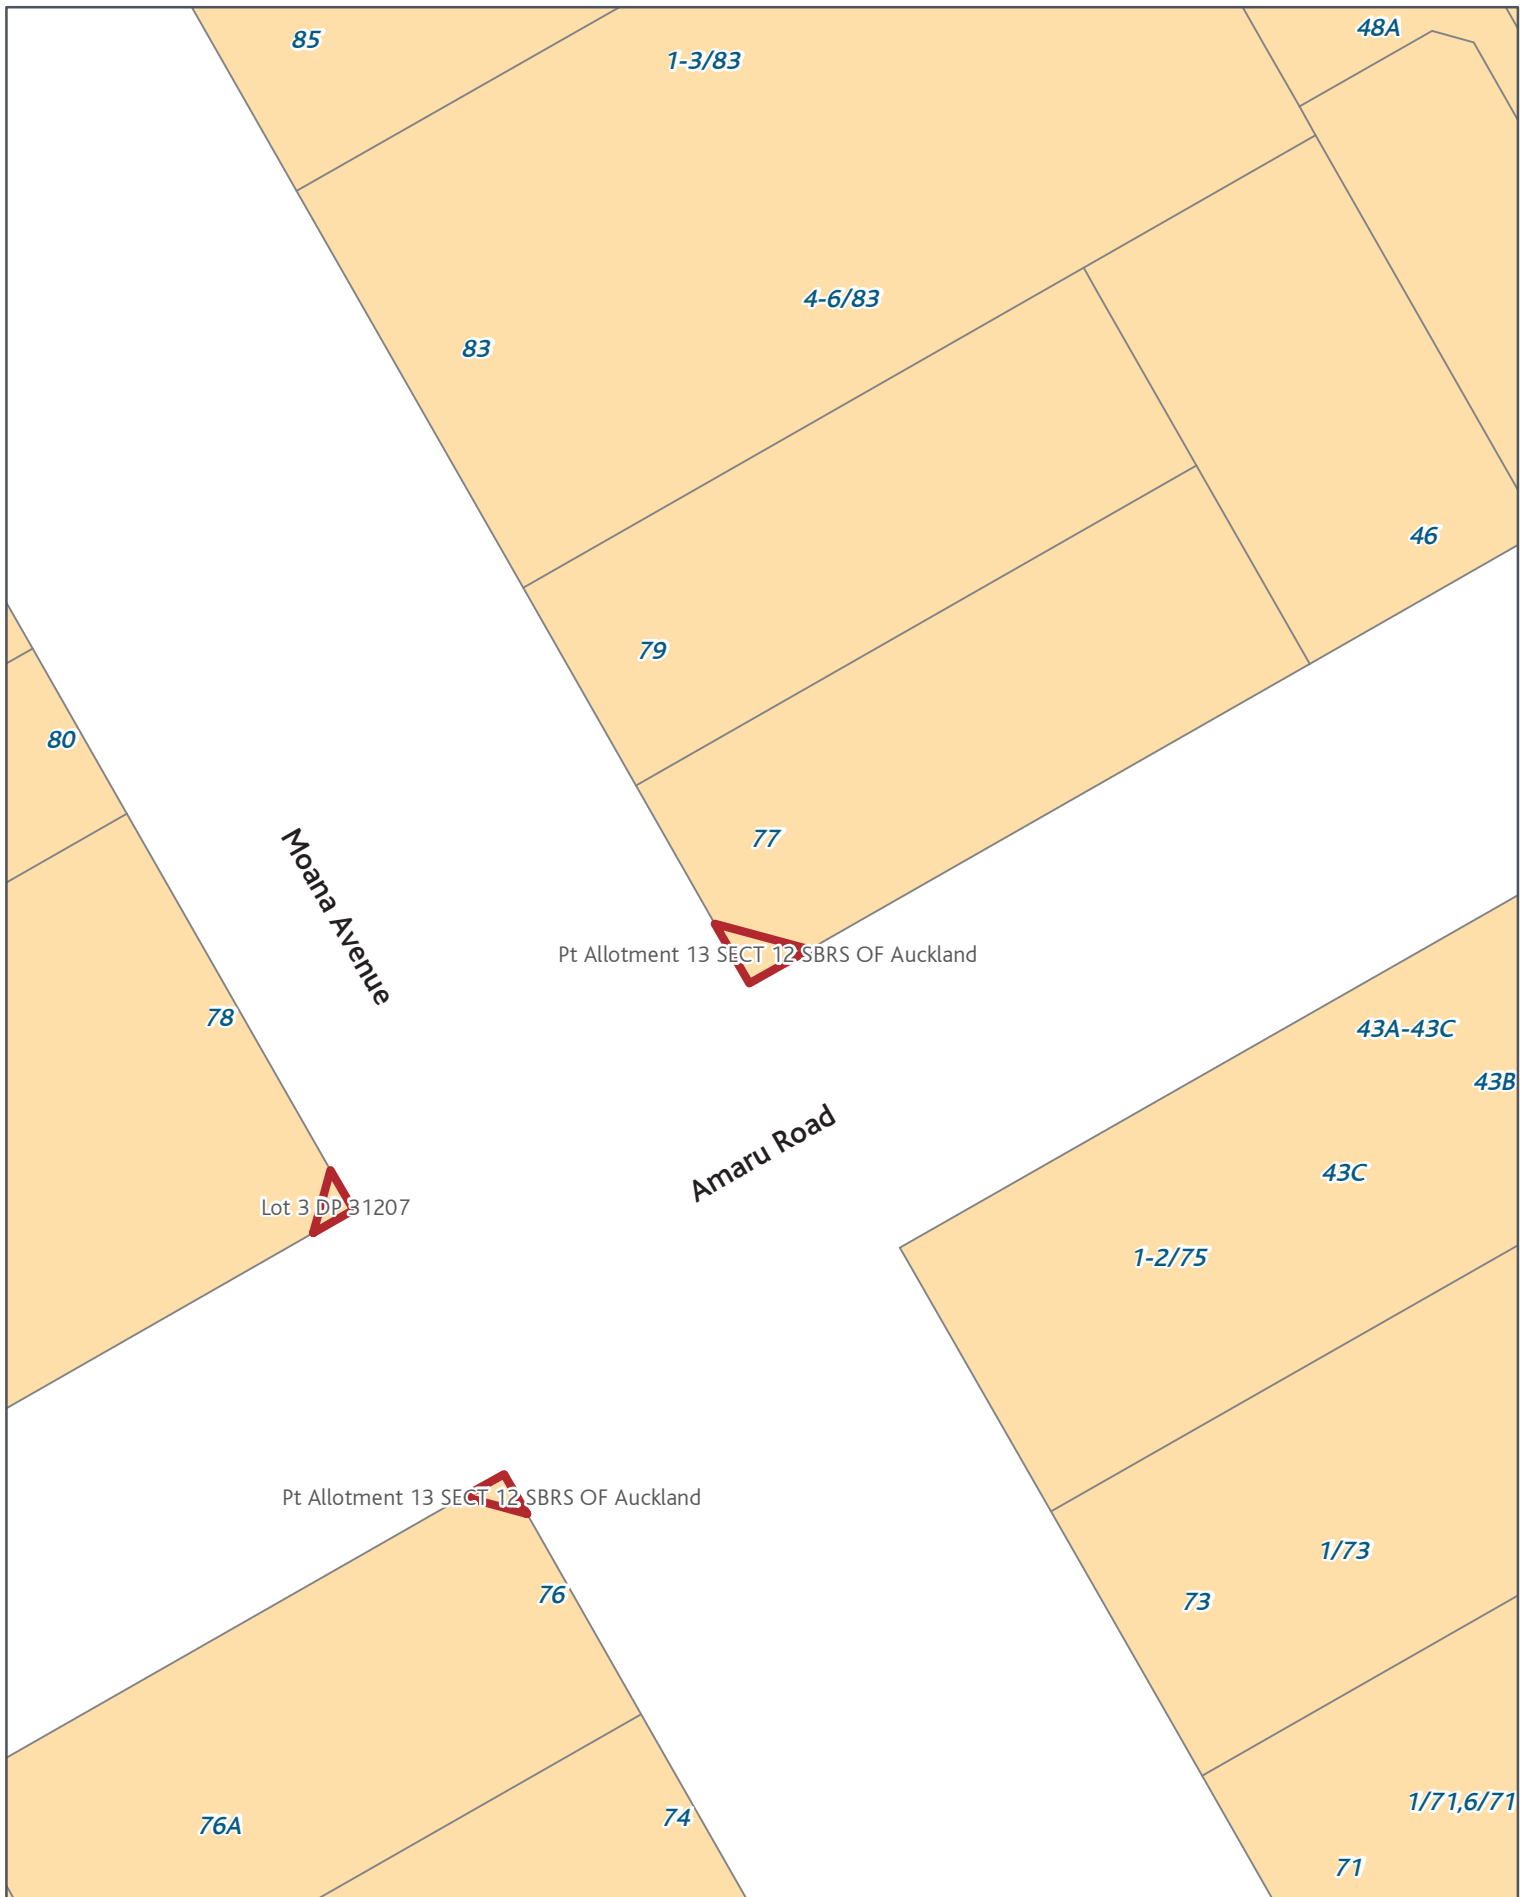 85
48A
1-3/83
4-6/83
83
46
79
80
77
Moana Avenue
Pt Allotment 13 SECT 12 SBRS OF Auckland
78
43A-43C
43B
Amaru Road
43C
Lot 3 DP 31207
1-2/75
Pt Allotment 13 SECT 12 SBRS OF Auckland
1/73
76
73
1/71,6/71
74
76A
71